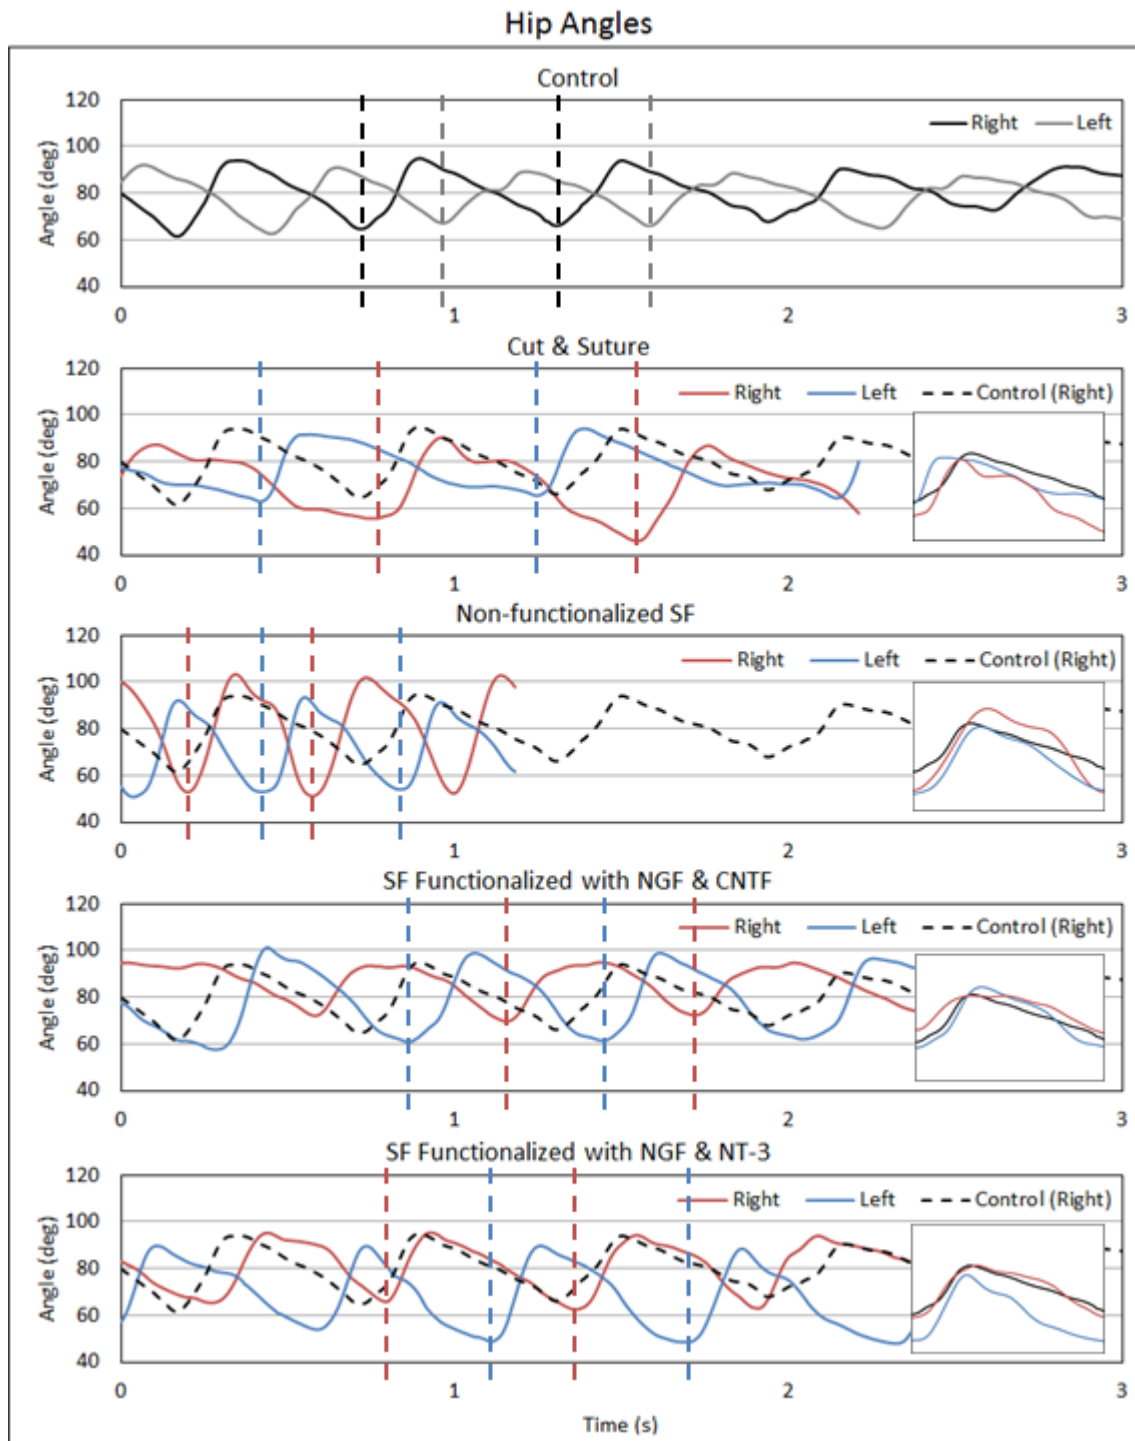 Hip Angles
Control
120
100
80
60
40
Angle (deg)
Right Left
0 1 2 3
Cut & Suture
120
100
80
60
40
Angle (deg)
Right Left Control (Right)
0 1 2 3
Non-functionalized SF
120
100
80
60
40
Angle (deg)
Right Left Control (Right)
0 1 2 3
SF Functionalized with NGF & CNTF
120
100
80
60
40
Angle (deg)
Right Left Control (Right)
0 1 2 3
SF Functionalized with NGF & NT-3
120
100
80
60
40
Angle (deg)
Right Left Control (Right)
0 1 2 3
Time (s)